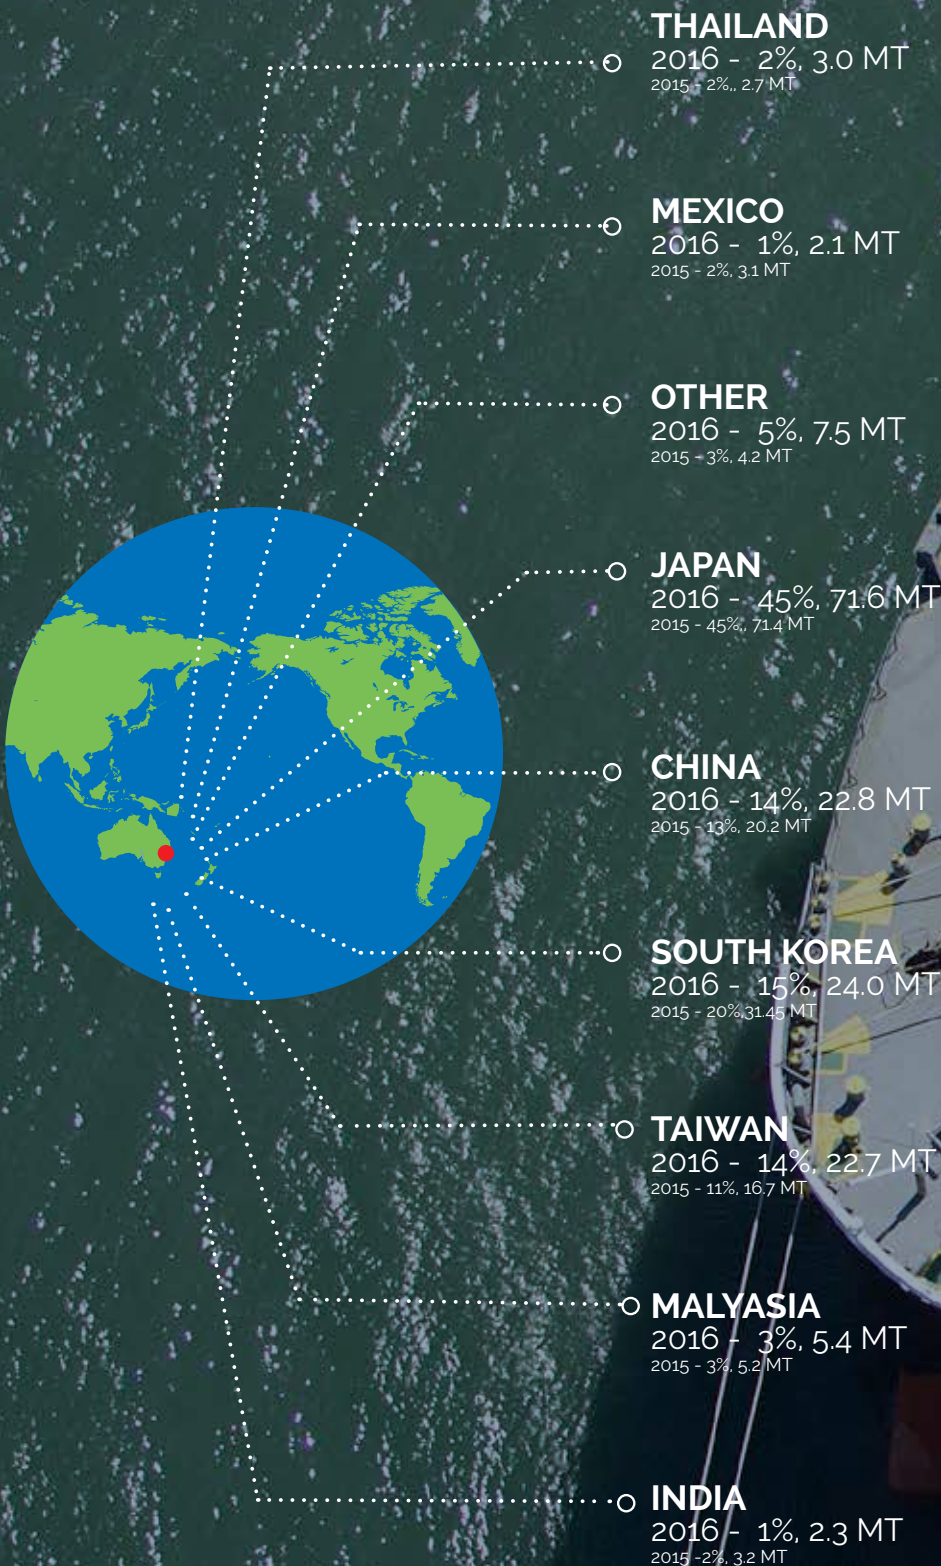 THAILAND
2016 - 2%, 3.0 MT
2015 - 2%,, 2.7 MT
MEXICO
2016 - 1%, 2.1 MT
2015 - 2%, 3.1 MT
OTHER
2016 - 5%, 7.5 MT
2015 - 3%, 4.2 MT
JAPAN
2016 - 45%, 71.6 MT
2015 - 45%,, 71.4 MT
CHINA
2016 - 14%, 22.8 MT
2015 - 13%, 20.2 MT
SOUTH KOREA
2016 - 15%, 24.0 MT
2015 - 20%,31.45 MT
TAIWAN
2016 - 14%, 22.7 MT
2015 - 11%, 16.7 MT
MALYASIA
2016 - 3%, 5.4 MT
2015 - 3%, 5.2 MT
INDIA
2016 - 1%, 2.3 MT
2015 -2%, 3.2 MT